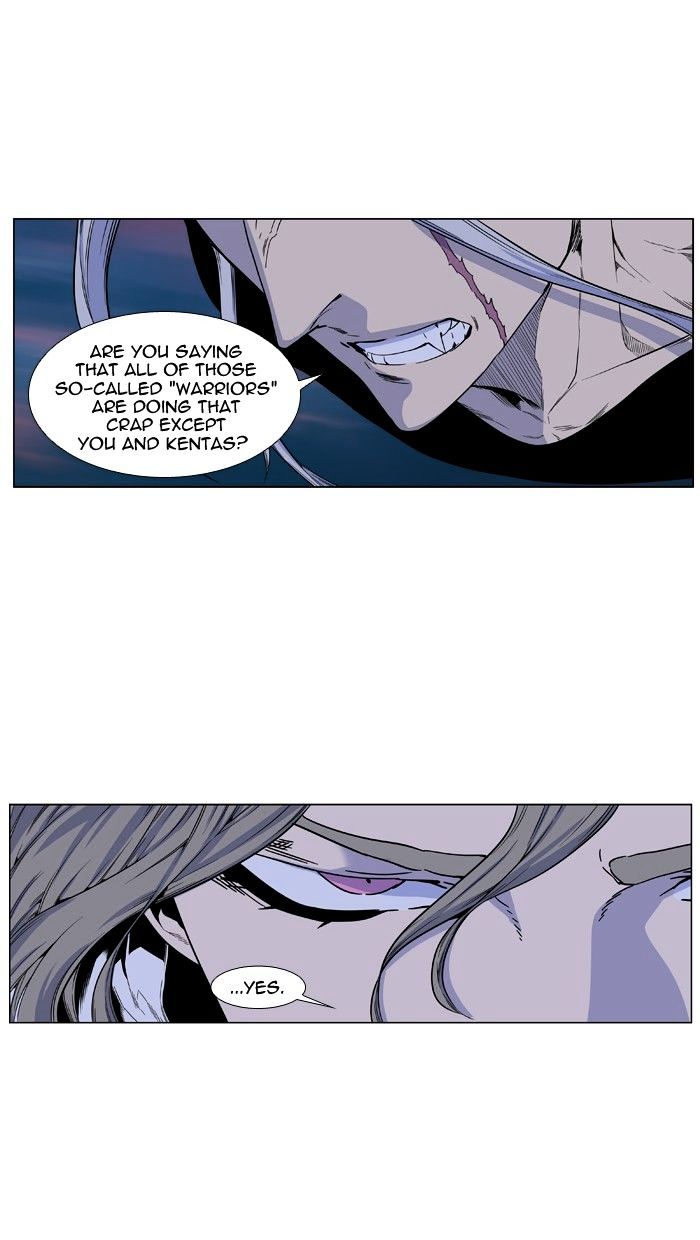 ARE YOU SAYING
THAT ALL OF THOSE
SO-CALLED "WARRIORS"
ARE DOING THAT
CRAP EXCEPT
YOU AND KENTAS?
...YES.